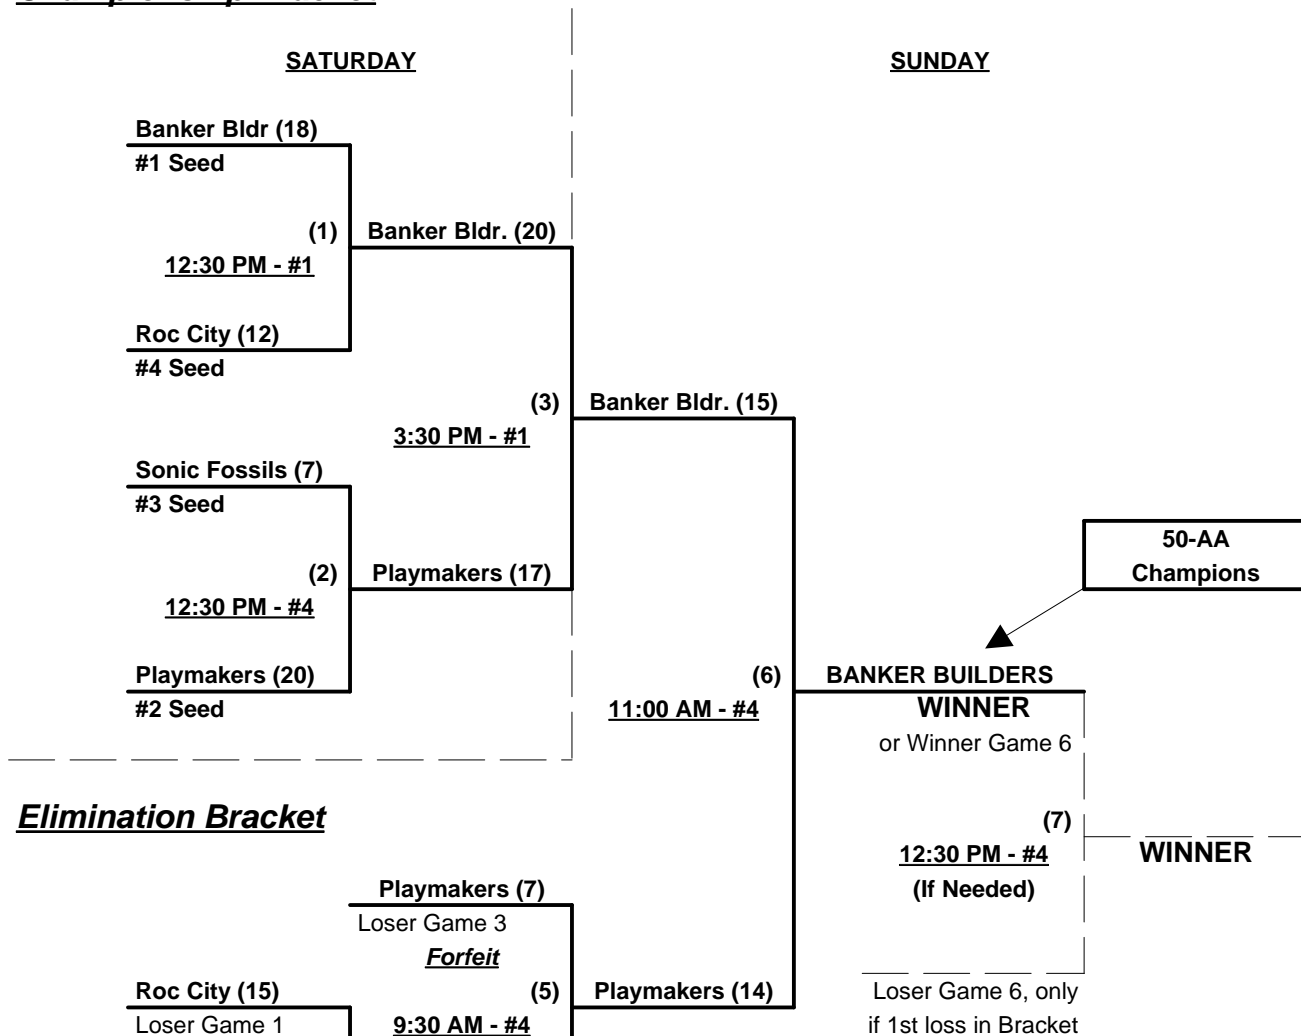 SATURDAY
SUNDAY
Banker Bldr (18)
#1 Seed
(1)
Banker Bldr. (20)
12:30 PM - #1
Roc City (12)
#4 Seed
(3)
Banker Bldr. (15)
3:30 PM - #1
Sonic Fossils (7)
#3 Seed
50-AA
Champions
(2)
Playmakers (17)
12:30 PM - #4
Playmakers (20)
#2 Seed
(6)
BANKER BUILDERS
11:00 AM - #4
WINNER
or Winner Game 6
Elimination Bracket
(7)
12:30 PM - #4
WINNER
(If Needed)
Playmakers (7)
Loser Game 3
Forfeit
Roc City (15)
(5)
Playmakers (14)
Loser Game 6, only
Loser Game 1
9:30 AM - #4
if 1st loss in Bracket